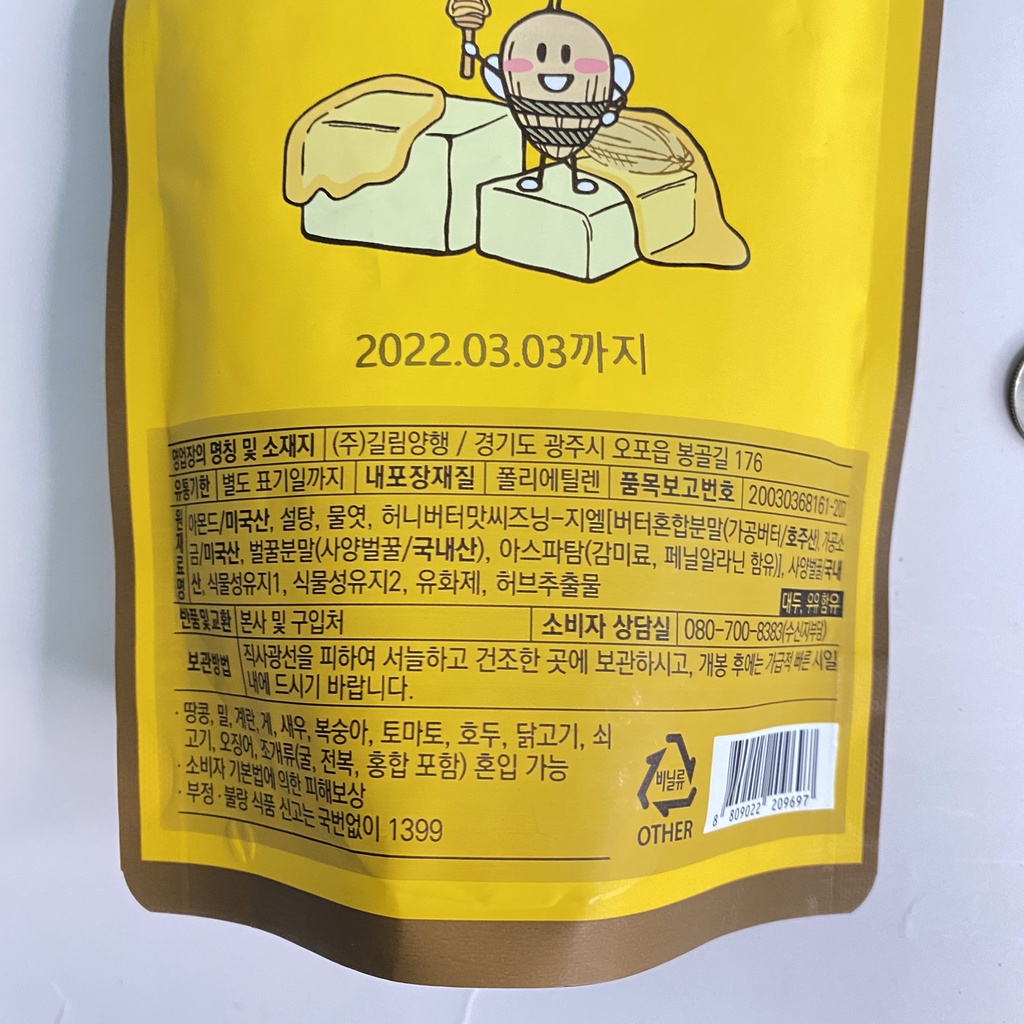 2022.03.03까지
영업장의 명칭 및 소재지 (주)길림양행 / 경기도 광주시 오포읍 봉골길 176
유통기한 별도 표기일까지 내포장재질 폴리에틸렌 품목보고번호 20030368161-207
원재료명 아몬드/미국산, 설탕, 물엿, 허니버터맛씨즈닝-지엘[버터혼합분말(가공버터/호주산), 가공소
금/미국산, 벌꿀분말(사양벌꿀/국내산), 아스파탐(감미료, 페닐알라닌 함유)], 사양벌꿀/국내
산, 식물성유지1, 식물성유지2, 유화제, 허브추출물
대두, 우유 함유
반품및교환 본사 및 구입처 소비자 상담실 080-700-8383(수신자부담)
보관방법 직사광선을 피하여 서늘하고 건조한 곳에 보관하시고, 개봉 후에는 가급적 빠른 시일
내에 드시기 바랍니다.
· 땅콩, 밀, 계란, 게, 새우, 복숭아, 토마토, 호두, 닭고기, 쇠
고기, 오징어, 조개류(굴, 전복, 홍합 포함) 혼입 가능
· 소비자 기본법에 의한 피해보상
· 부정·불량 식품 신고는 국번없이 1399
비닐류
OTHER
8 809022 209697